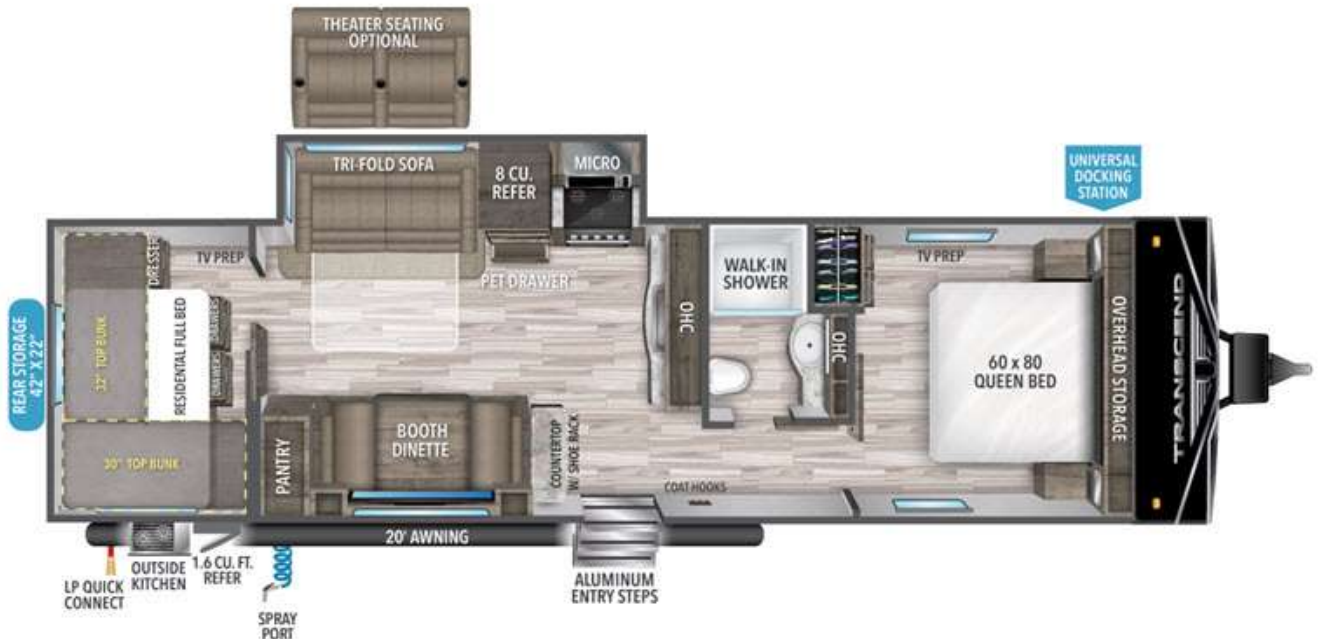 THEATER SEATING
OPTIONAL
TRI-FOLD SOFA
8 CU.
REFER
MICRO
UNIVERSAL
DOCKING
STATION
TV PREP
DRESSER
PET DRAWER
OHC
WALK-IN
SHOWER
TV PREP
OHC
REAR STORAGE
42" X 22"
32" TOP BUNK
RESIDENTAL FULL BED
DRAWERS
DRAWERS
60 x 80
QUEEN BED
OVERHEAD STORAGE
TRANSCEND
30" TOP BUNK
PANTRY
BOOTH
DINETTE
COUNTERTOP
W/ SHOE RACK
COAT HOOKS
20' AWNING
LP QUICK
CONNECT
OUTSIDE
KITCHEN
1.6 CU. FT.
REFER
SPRAY
PORT
ALUMINUM
ENTRY STEPS